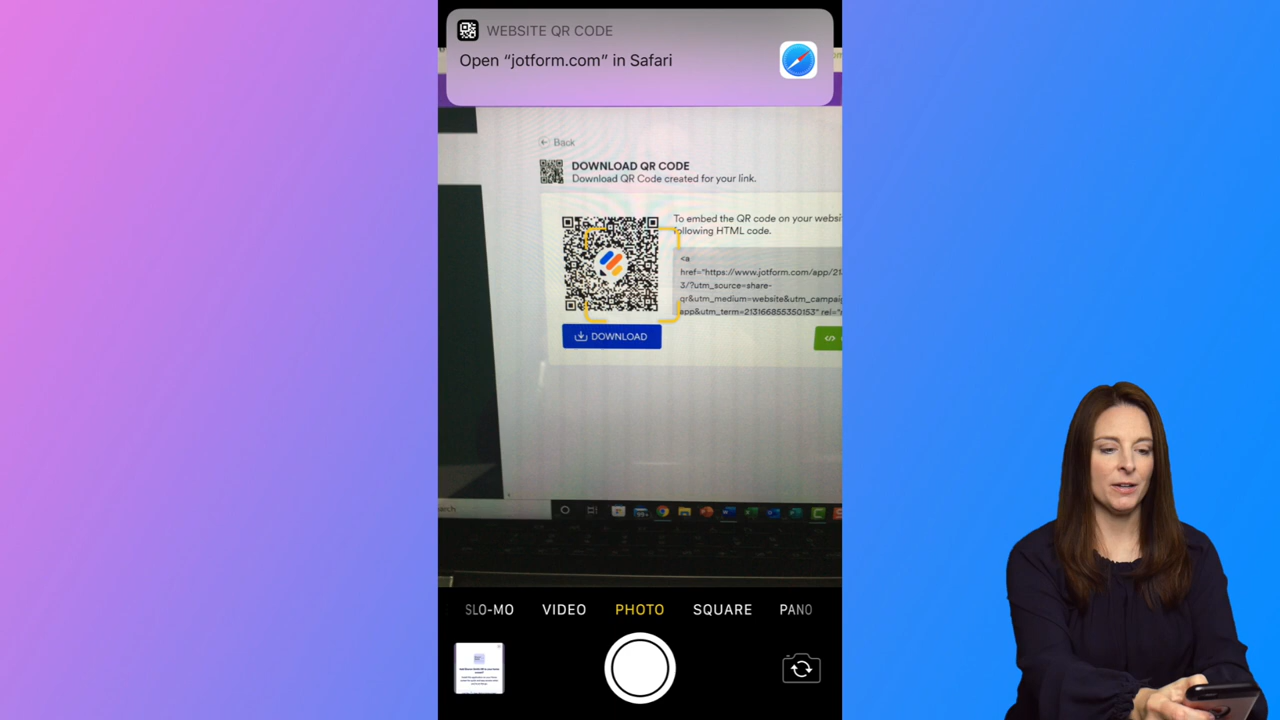 WEBSITE QR CODE
Open “jotform.com” in Safari
Back
DOWNLOAD QR CODE
Download QR Code created for your link.
To embed the QR code on your websi
following HTML code.
<a
href="https://www.jotform.com/app/21
3/?utm_source=share-
qr&utm_medium=website&utm_campaig
app&utm_term=213166855350153" rel="
DOWNLOAD
</>
SLO-MO VIDEO PHOTO SQUARE PANO